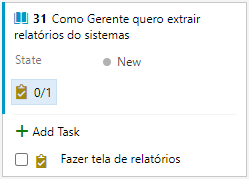 31 Como Gerente quero extrair
relatórios do sistemas
State New
0/1
Add Task
Fazer tela de relatórios